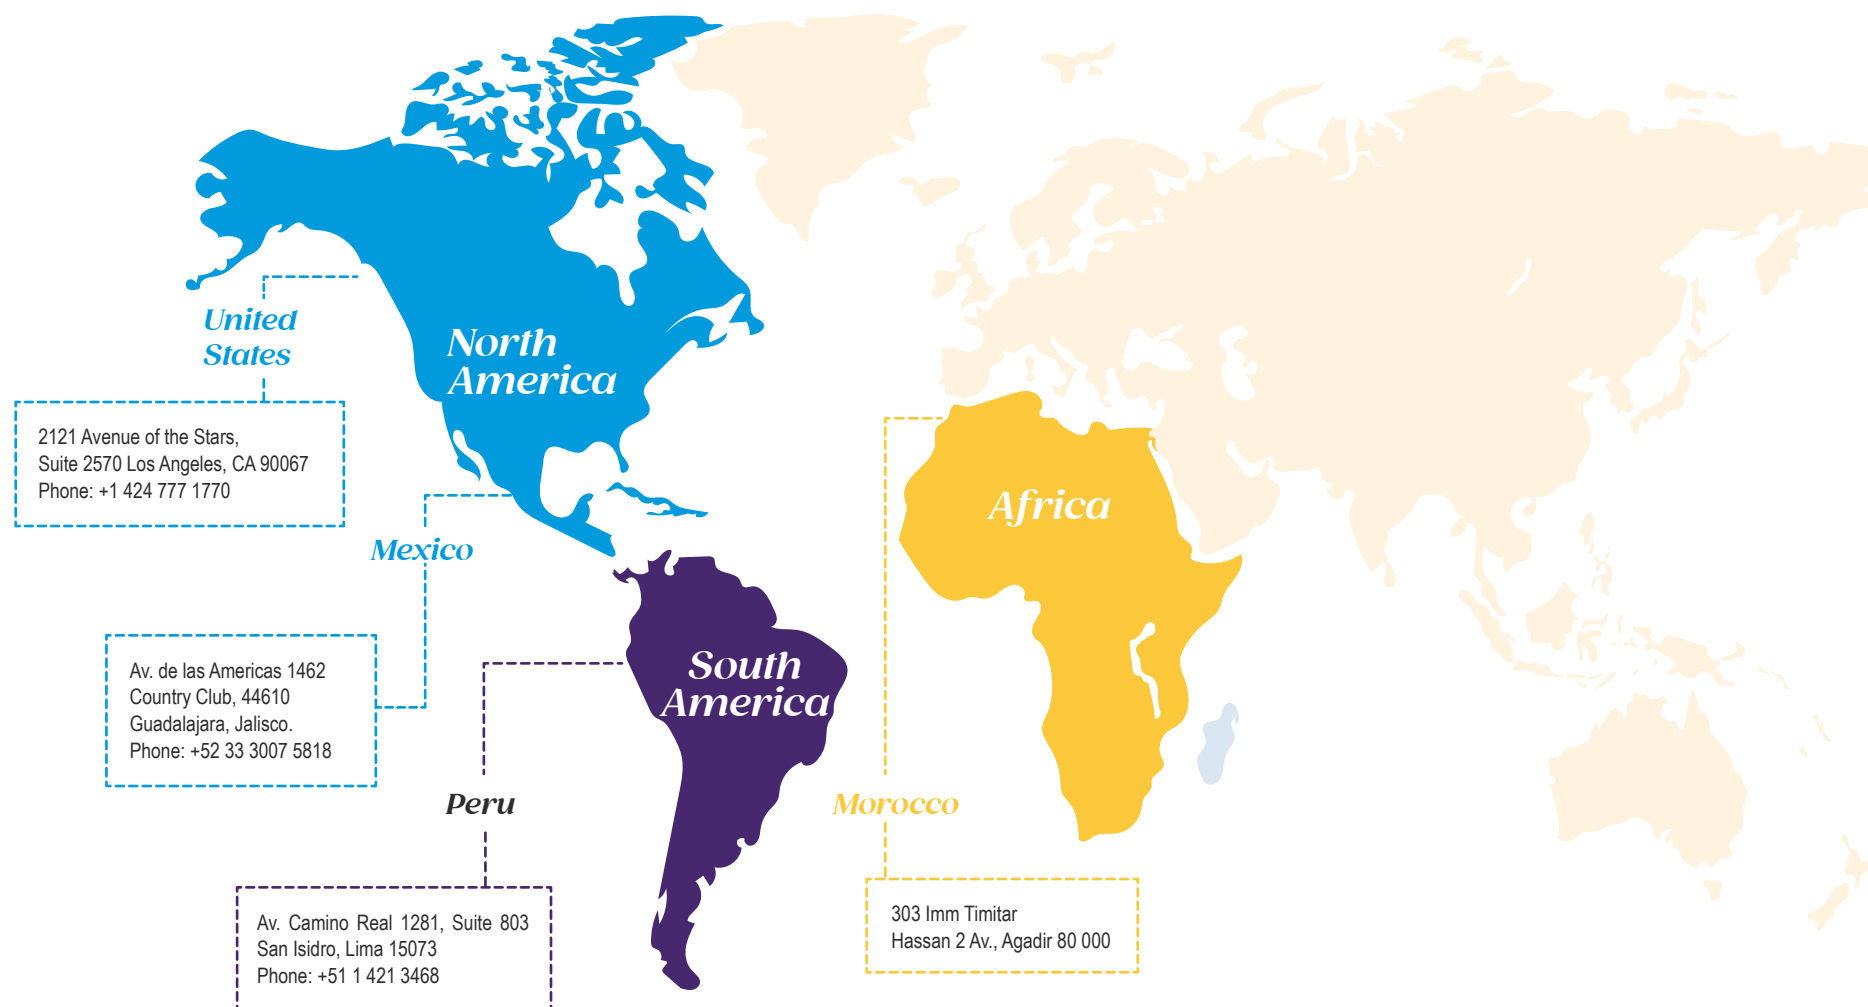 United
States
North
America
2121 Avenue of the Stars,
Suite 2570 Los Angeles, CA 90067
Phone: +1 424 777 1770
Mexico
Av. de las Americas 1462
Country Club, 44610
Guadalajara, Jalisco.
Phone: +52 33 3007 5818
South
America
Peru
Av. Camino Real 1281, Suite 803
San Isidro, Lima 15073
Phone: +51 1 421 3468
Africa
Morocco
303 Imm Timitar
Hassan 2 Av., Agadir 80 000